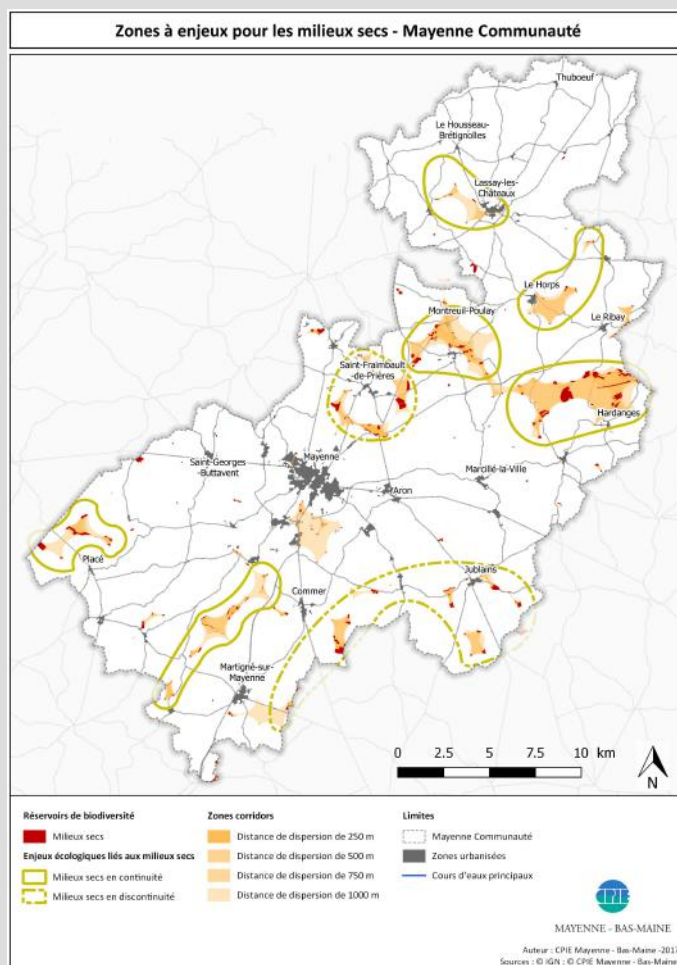 Zones à enjeux pour les milieux secs - Mayenne Communauté
Thuboeuf
Le Housseau-
Brétignolles
Lassay-les-
Châteaux
Le Horps
Montreuil-Poulay
Le Ribay
Saint-Fraimbault
-de-Prières
Hardanges
Saint-Georges-
Buttavent
Mayenne
Marcillé-la-Ville
Aron
Placé
Jublains
Commer
Martigné-sur-
Mayenne
0 2.5 5 7.5 10 km
N
Réservoirs de biodiversité
Milieux secs
Enjeux écologiques liés aux milieux secs
Milieux secs en continuité
Milieux secs en discontinuité
Zones corridors
Distance de dispersion de 250 m
Distance de dispersion de 500 m
Distance de dispersion de 750 m
Distance de dispersion de 1000 m
Limites
Mayenne Communauté
Zones urbanisées
Cours d'eaux principaux
CPIE
MAYENNE - BAS-MAINE
Auteur : CPIE Mayenne - Bas-Maine -2017
Sources : © IGN ; © CPIE Mayenne - Bas-Maine